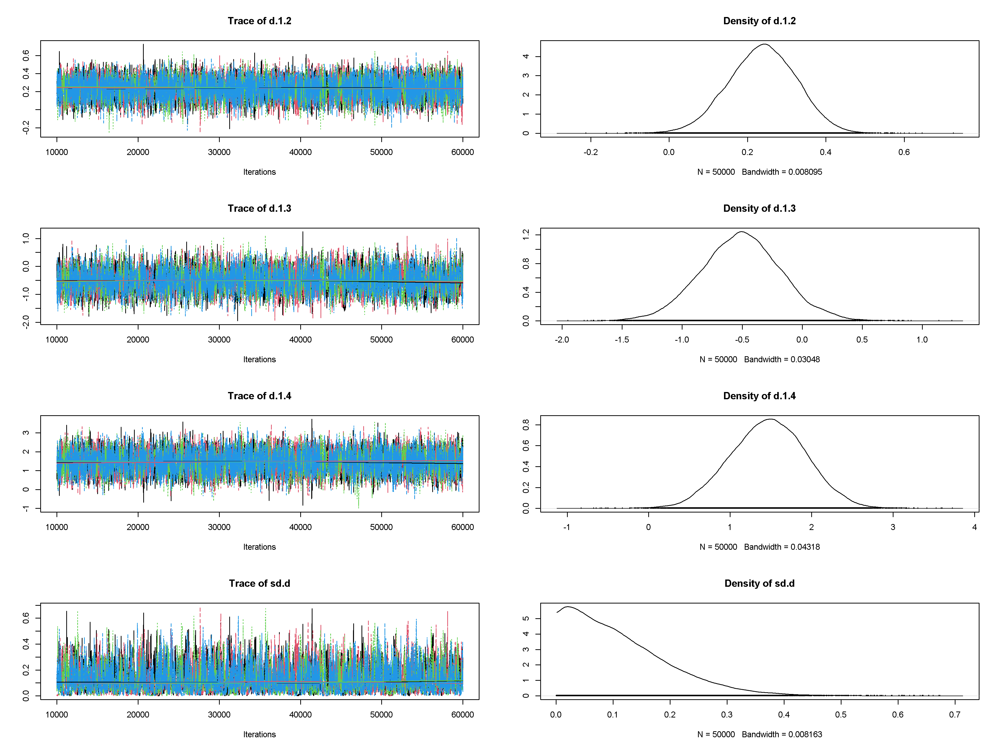 Trace of d.1.2
Density of d.1.2
-0.2 0.2 0.4 0.6
10000 20000 30000 40000 50000 60000
Iterations
0 1 2 3 4
-0.2 0.0 0.2 0.4 0.6
N = 50000 Bandwidth = 0.008095
Trace of d.1.3
Density of d.1.3
-2.0 -1.0 0.0 1.0
10000 20000 30000 40000 50000 60000
Iterations
0.0 0.4 0.8 1.2
-2.0 -1.5 -1.0 -0.5 0.0 0.5 1.0
N = 50000 Bandwidth = 0.03048
Trace of d.1.4
Density of d.1.4
-1 0 1 2 3
10000 20000 30000 40000 50000 60000
Iterations
0.0 0.2 0.4 0.6 0.8
-1 0 1 2 3 4
N = 50000 Bandwidth = 0.04318
Trace of sd.d
Density of sd.d
0.0 0.2 0.4 0.6
10000 20000 30000 40000 50000 60000
Iterations
0 1 2 3 4 5
0.0 0.1 0.2 0.3 0.4 0.5 0.6 0.7
N = 50000 Bandwidth = 0.008163